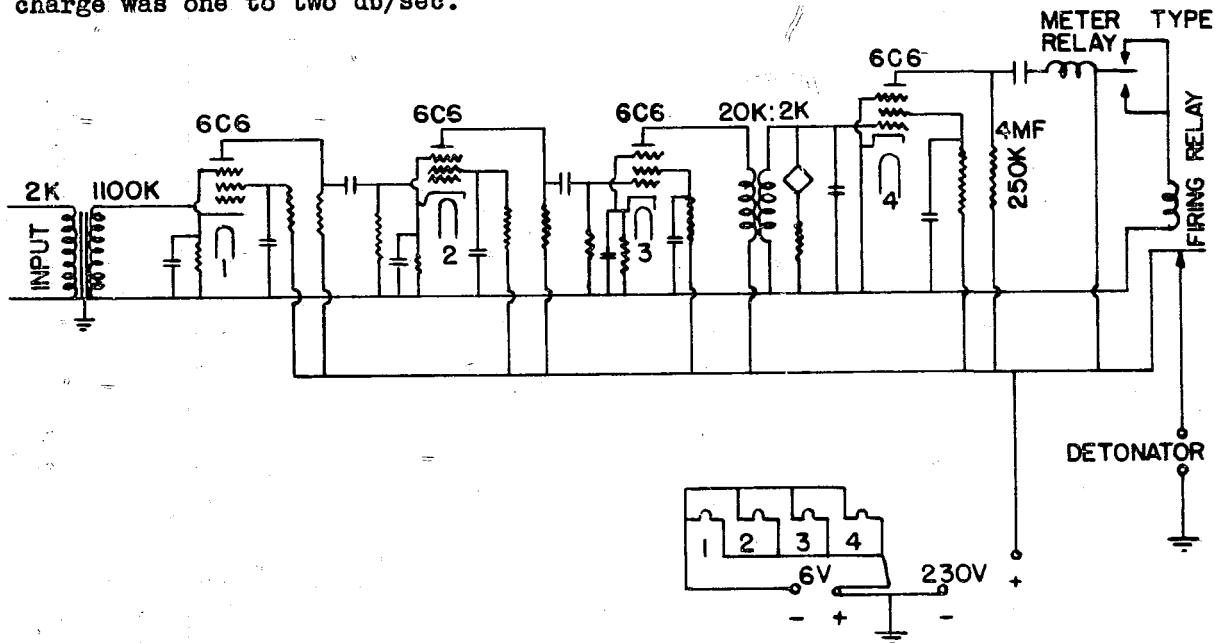 charge was one to two db/sec.
METER TYPE
RELAY
6C6
6C6
6C6
20K:2K
6C6
4MF
250K
FIRING RELAY
2K
1100K
INPUT
1
2
3
4
DETONATOR
1 2 3 4
6V
230V
+
- + -